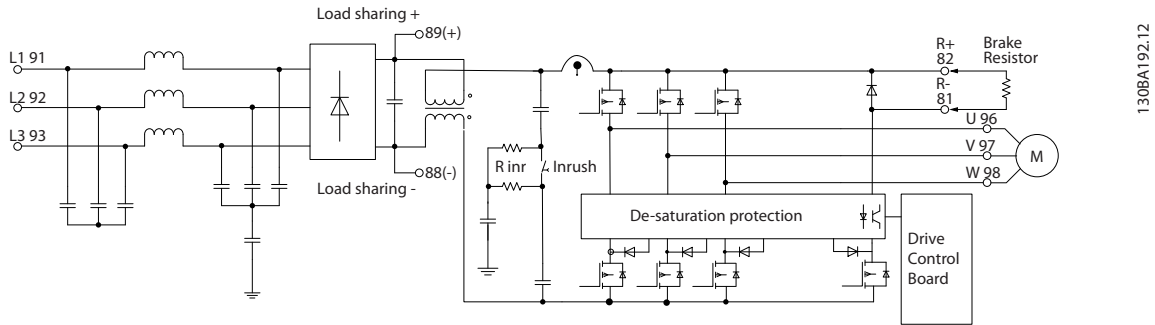 Load sharing +
89(+)
L1 91
L2 92
L3 93
88(-)
Load sharing -
R inr
Inrush
R+
82
Brake
Resistor
R-
81
U 96
V 97
W 98
M
De-saturation protection
Drive
Control
Board
130BA192.12